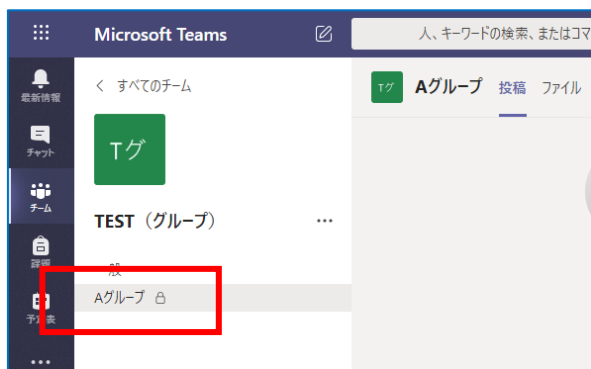 Microsoft Teams
人、キーワードの検索、またはコマ
最新情報
チャット
チーム
課題
予定表
すべてのチーム
Tグ
TEST（グループ）
一般
Aグループ
Tグ
Aグループ 投稿 ファイル